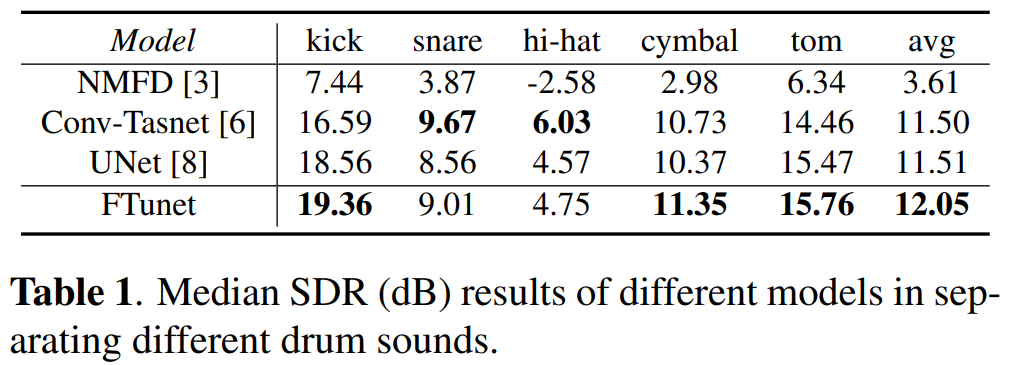 Model kick snare hi-hat cymbal tom avg
NMFD [3] 7.44 3.87 -2.58 2.98 6.34 3.61
Conv-Tasnet [6] 16.59 9.67 6.03 10.73 14.46 11.50
UNet [8] 18.56 8.56 4.57 10.37 15.47 11.51
FTunet 19.36 9.01 4.75 11.35 15.76 12.05
Table 1. Median SDR (dB) results of different models in sep-
arating different drum sounds.